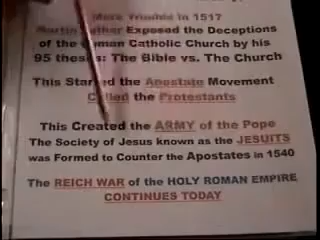 More Trouble in 1517
Martin Luther Exposed the Deceptions
of the Roman Catholic Church by his
95 thesis: The Bible vs. The Church
This Started the Apostate Movement
Called the Protestants
This Created the ARMY of the Pope
The Society of Jesus known as the JESUITS
was Formed to Counter the Apostates in 1540
The REICH WAR of the HOLY ROMAN EMPIRE
CONTINUES TODAY